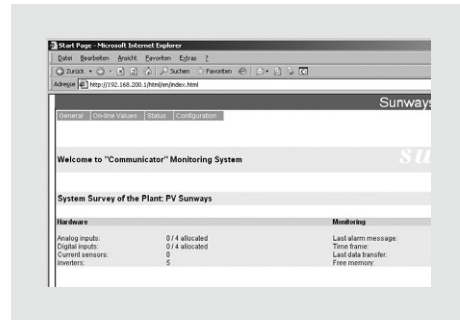 Start Page - Microsoft Internet Explorer
Datei Bearbeiten Ansicht Favoriten Extras ?
Zurück Suchen Favoriten
Adresse http://192.168.200.1/html/en/index.html
Sunways
General On-line Values Status Configuration
Welcome to "Communicator" Monitoring System
su
System Survey of the Plant: PV Sunways
Hardware Monitoring
Analog inputs: 0 / 4 allocated Last alarm message:
Digital inputs: 0 / 4 allocated Time frame:
Current sensors: 0 Last data transfer:
Inverters: 5 Free memory: